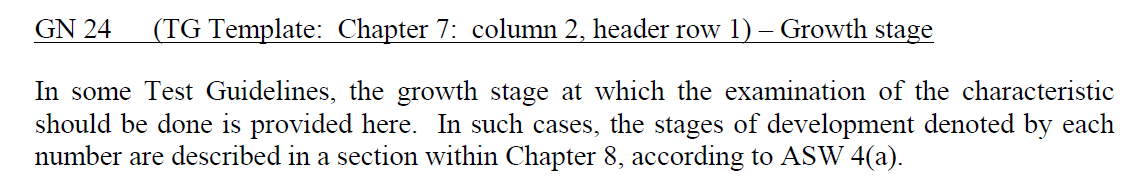 GN 24 (TG Template: Chapter 7: column 2, header row 1) – Growth stage
In some Test Guidelines, the growth stage at which the examination of the characteristic
should be done is provided here. In such cases, the stages of development denoted by each
number are described in a section within Chapter 8, according to ASW 4(a).